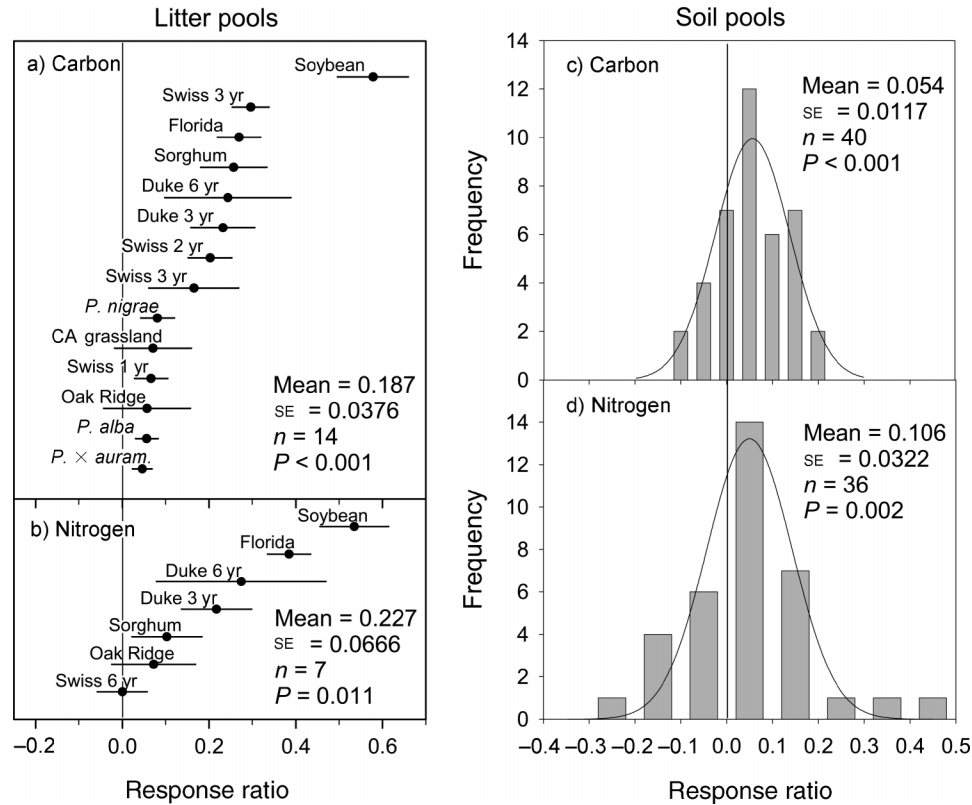 Litter pools
a) Carbon
Soybean
Swiss 3 yr
Florida
Sorghum
Duke 6 yr
Duke 3 yr
Swiss 2 yr
Swiss 3 yr
P. nigrae
CA grassland
Swiss 1 yr
Oak Ridge
P. alba
P. × auram.
Mean = 0.187
SE = 0.0376
n = 14
P < 0.001
b) Nitrogen
Soybean
Florida
Duke 6 yr
Duke 3 yr
Sorghum
Oak Ridge
Swiss 6 yr
Mean = 0.227
SE = 0.0666
n = 7
P = 0.011
–0.2 0.0 0.2 0.4 0.6
Response ratio
Soil pools
c) Carbon
Mean = 0.054
SE = 0.0117
n = 40
P < 0.001
14
12
10
8
6
4
2
0
Frequency
d) Nitrogen
Mean = 0.106
SE = 0.0322
n = 36
P = 0.002
14
12
10
8
6
4
2
0
Frequency
–0.4 –0.3 –0.2 –0.1 0.0 0.1 0.2 0.3 0.4 0.5
Response ratio